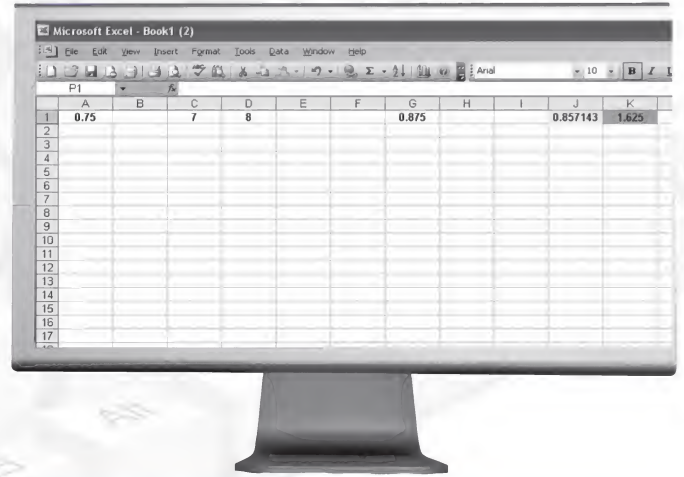 Microsoft Excel - Book1 (2)
File Edit View Insert Format Tools Data Window Help
Arial 10 B I
P1 fx
A B C D E F G H I J K
1 0.75 7 8 0.875 0.857143 1.625
2
3
4
5
6
7
8
9
10
11
12
13
14
15
16
17